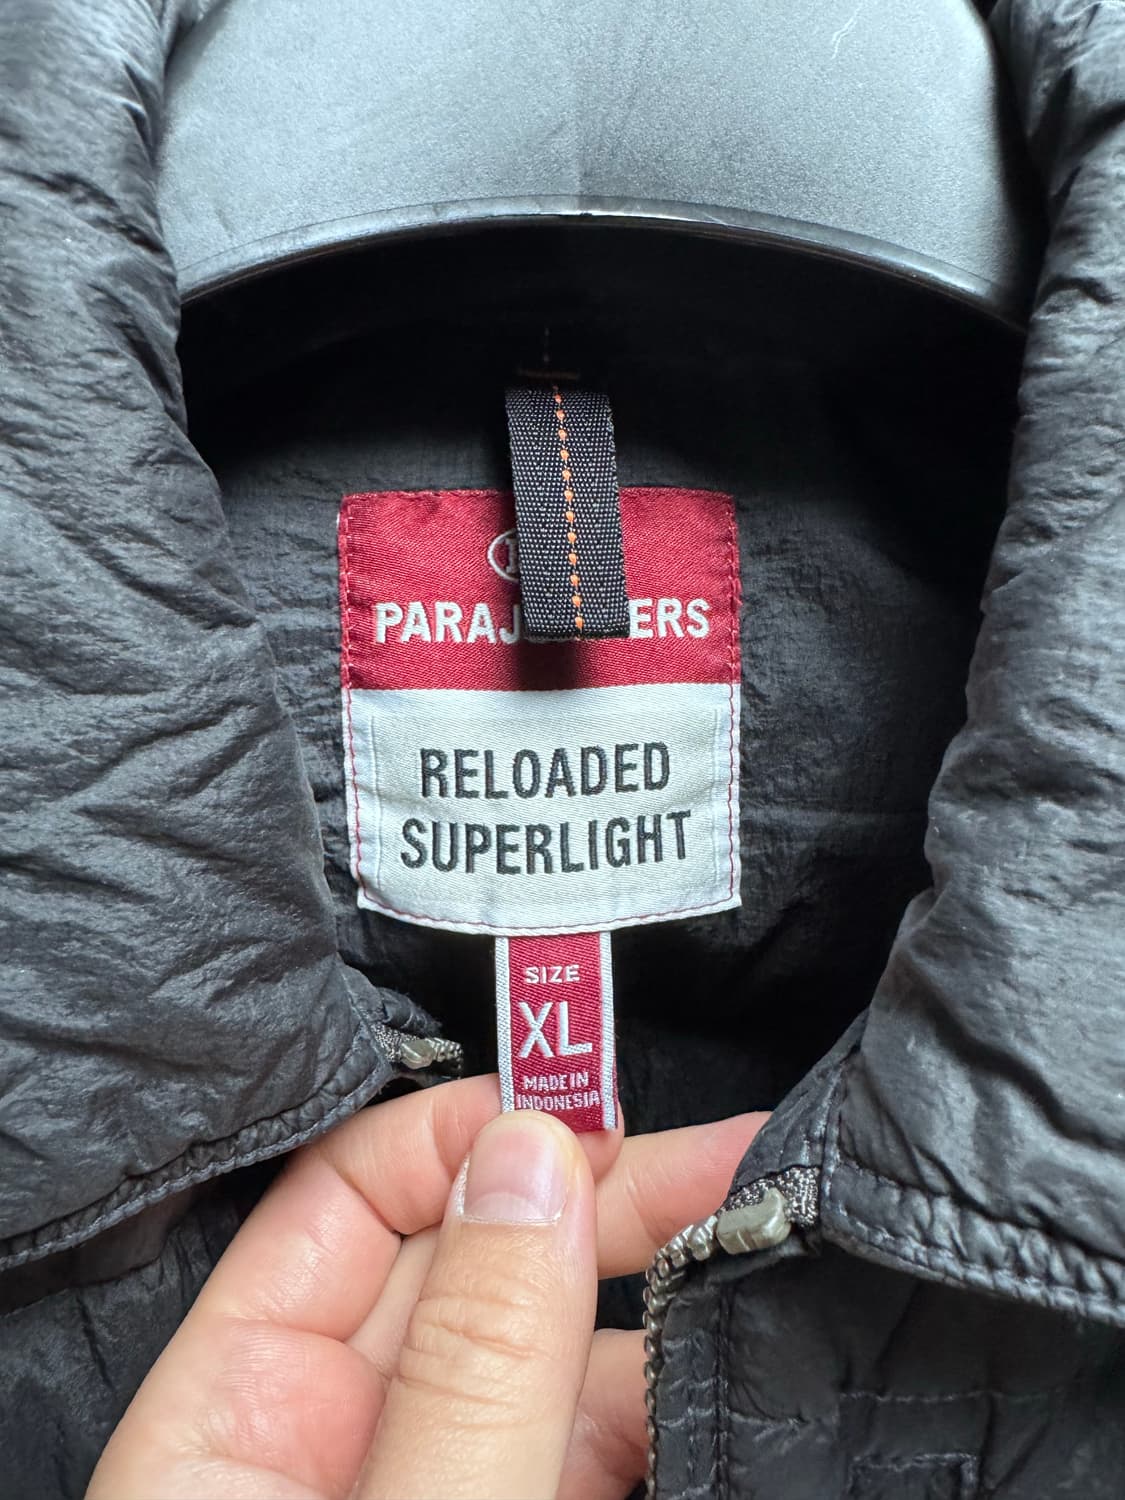 RELOADED
SUPERLIGHT
SIZE
XL
MADE IN
INDONESIA